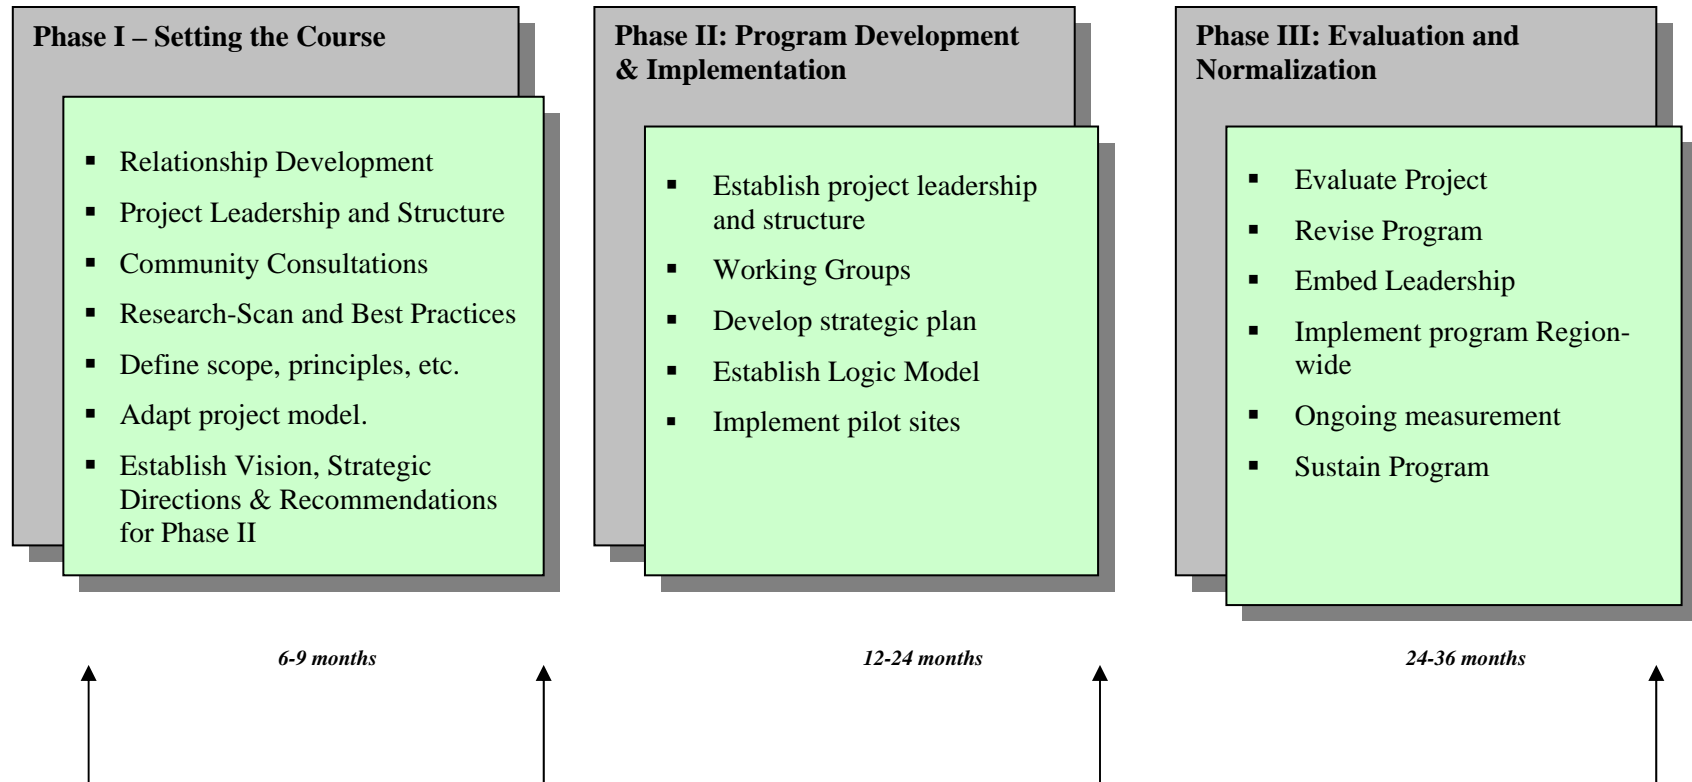 Phase I – Setting the Course
▪ Relationship Development
▪ Project Leadership and Structure
▪ Community Consultations
▪ Research-Scan and Best Practices
▪ Define scope, principles, etc.
▪ Adapt project model.
▪ Establish Vision, Strategic
Directions & Recommendations
for Phase II
6-9 months
Phase II: Program Development
& Implementation
▪ Establish project leadership
and structure
▪ Working Groups
▪ Develop strategic plan
▪ Establish Logic Model
▪ Implement pilot sites
12-24 months
Phase III: Evaluation and
Normalization
▪ Evaluate Project
▪ Revise Program
▪ Embed Leadership
▪ Implement program Region-
wide
▪ Ongoing measurement
▪ Sustain Program
24-36 months